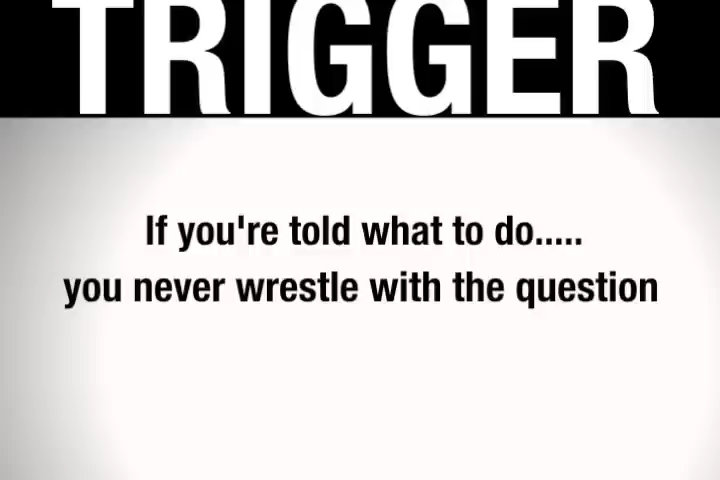 TRIGGER
If you're told what to do.....
you never wrestle with the question